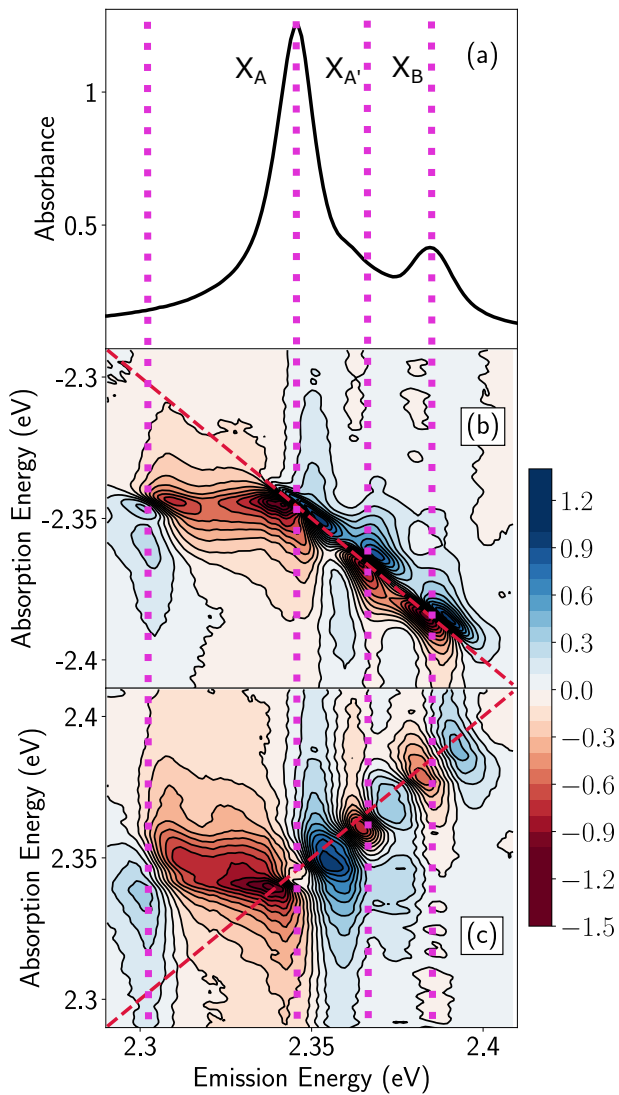 (a)
X_A X_A' X_B
1
0.5
Absorbance
(b)
-2.3
-2.35
-2.4
Absorption Energy (eV)
(c)
2.4
2.35
2.3
Absorption Energy (eV)
2.3 2.35 2.4
Emission Energy (eV)
1.2
0.9
0.6
0.3
0.0
−0.3
−0.6
−0.9
−1.2
−1.5